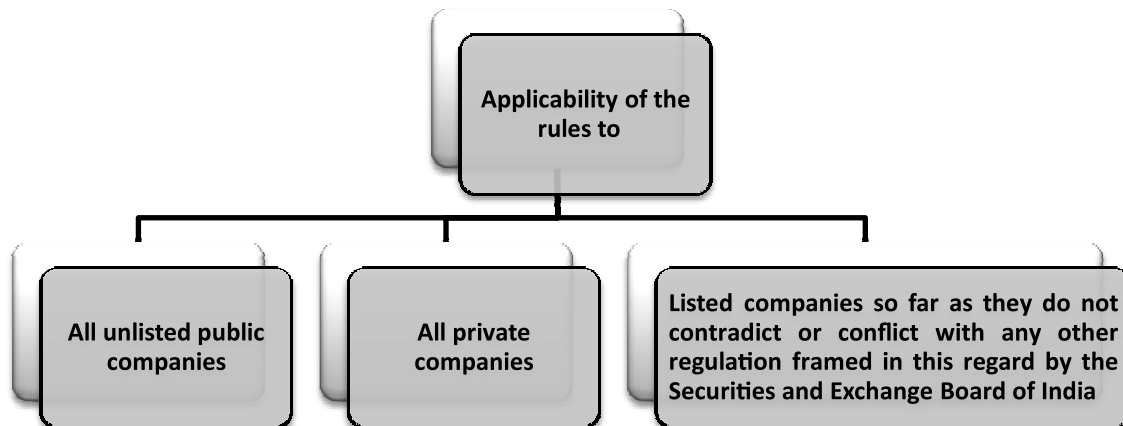 Applicability of the
rules to
All unlisted public
companies
All private
companies
Listed companies so far as they do not
contradict or conflict with any other
regulation framed in this regard by the
Securities and Exchange Board of India